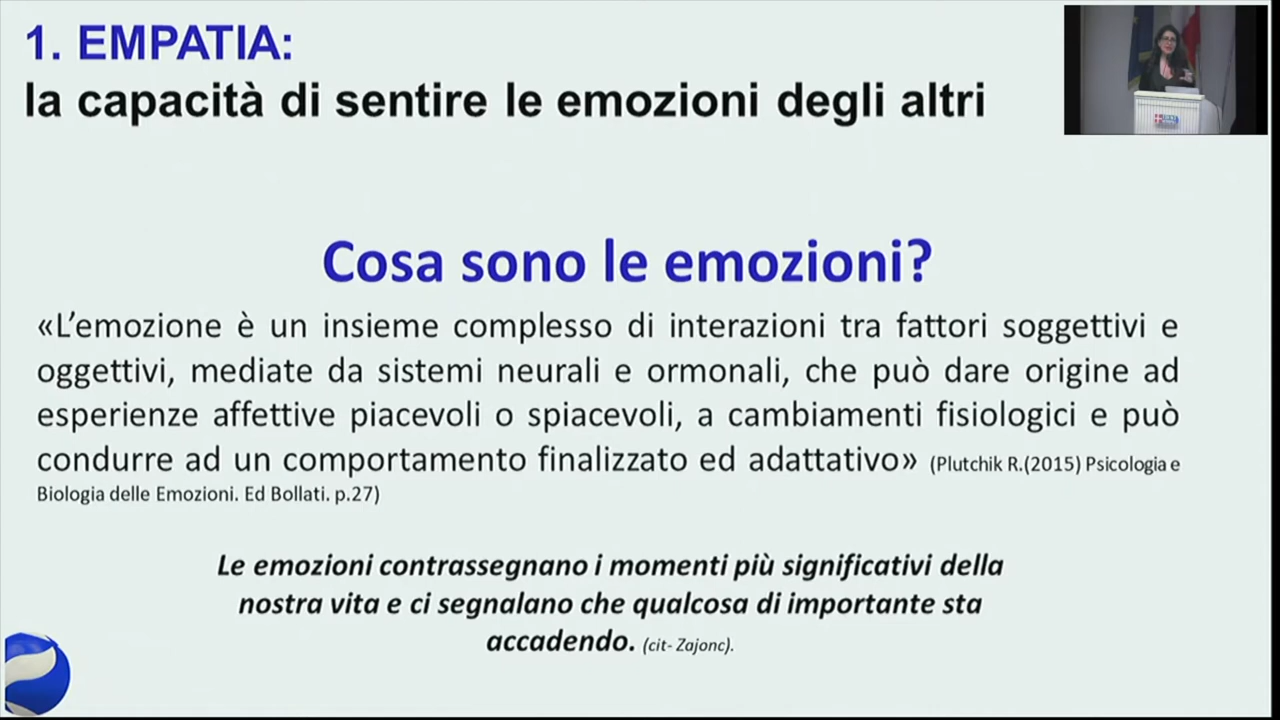 1. EMPATIA:
la capacità di sentire le emozioni degli altri
Cosa sono le emozioni?
«L’emozione è un insieme complesso di interazioni tra fattori soggettivi e
oggettivi, mediate da sistemi neurali e ormonali, che può dare origine ad
esperienze affettive piacevoli o spiacevoli, a cambiamenti fisiologici e può
condurre ad un comportamento finalizzato ed adattativo» (Plutchik R.(2015) Psicologia e
Biologia delle Emozioni. Ed Bollati. p.27)
Le emozioni contrassegnano i momenti più significativi della
nostra vita e ci segnalano che qualcosa di importante sta
accadendo. (cit- Zajonc).